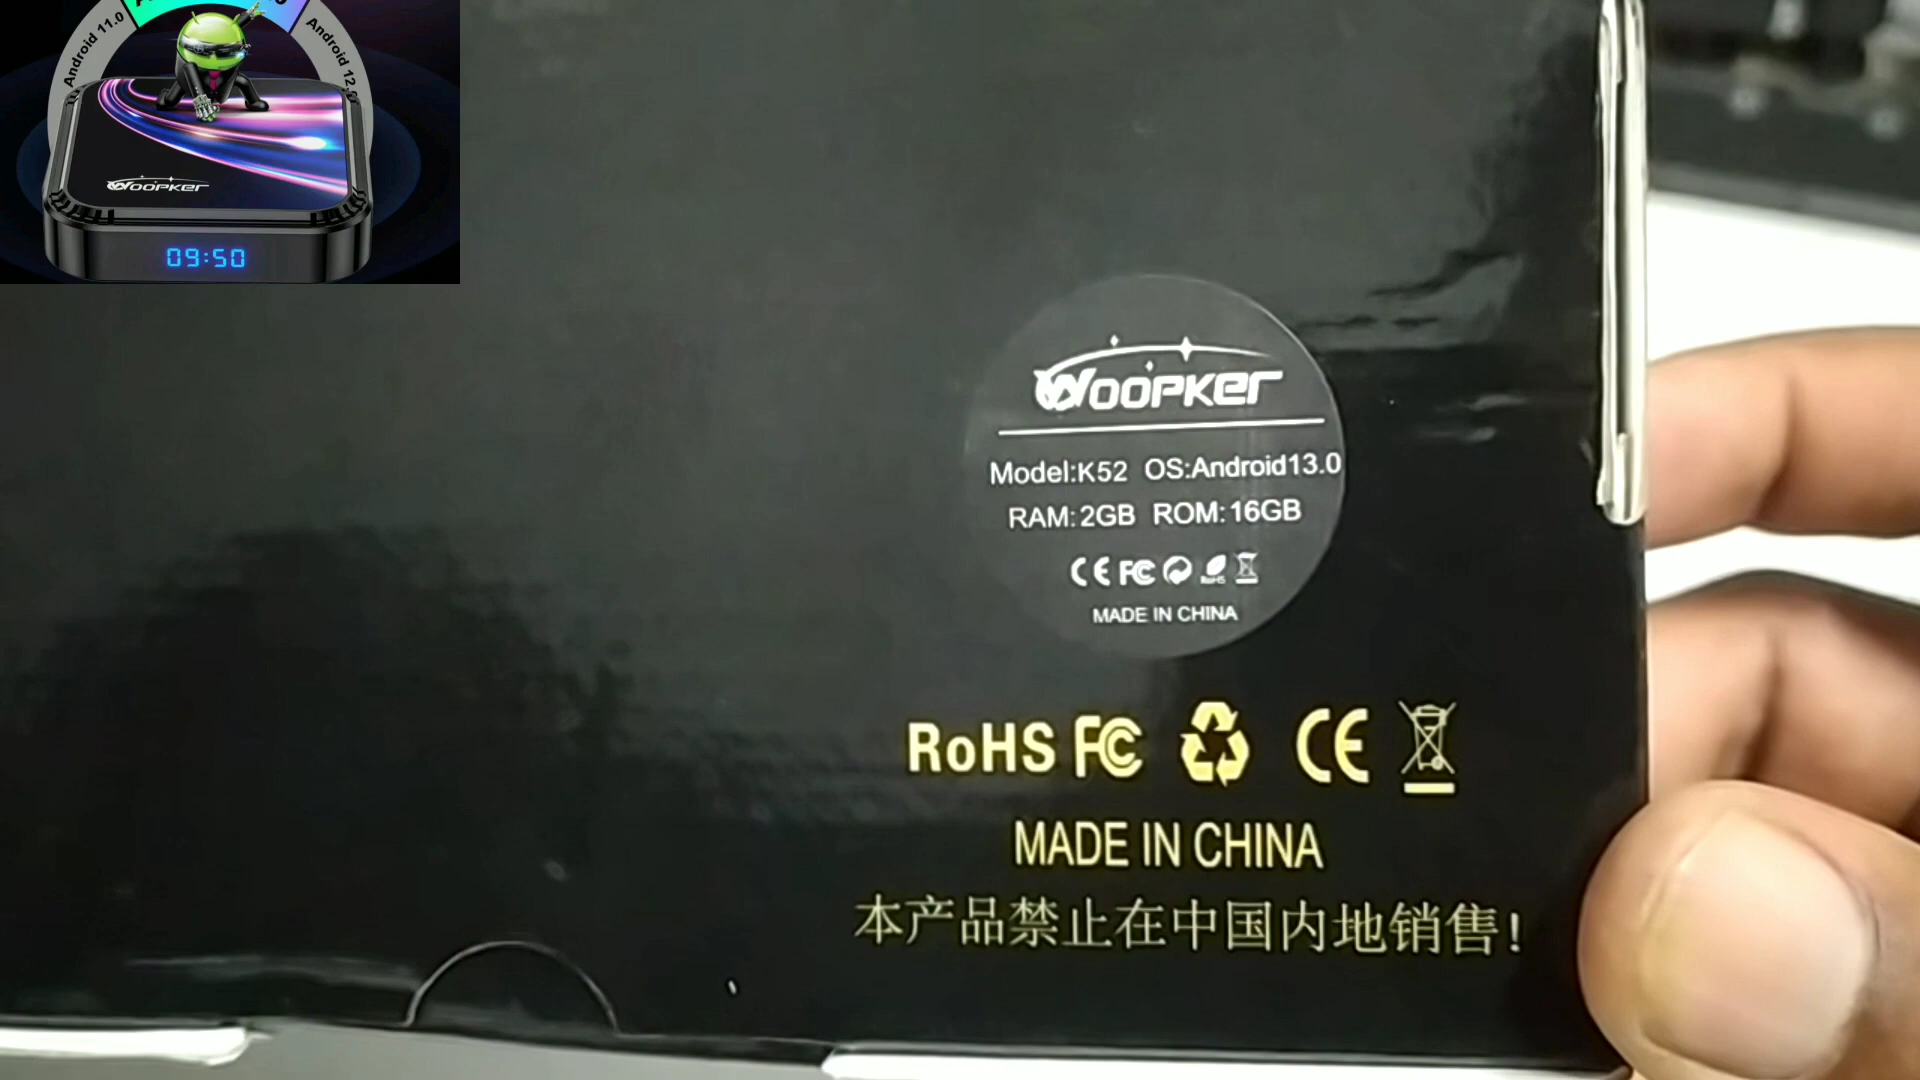 Android 11.0
Android 12.0
Woopker
09:50
Woopker
Model:K52 OS:Android13.0
RAM:2GB ROM:16GB
CE FC RoHS
MADE IN CHINA
RoHS FC CE
MADE IN CHINA
本产品禁止在中国内地销售!